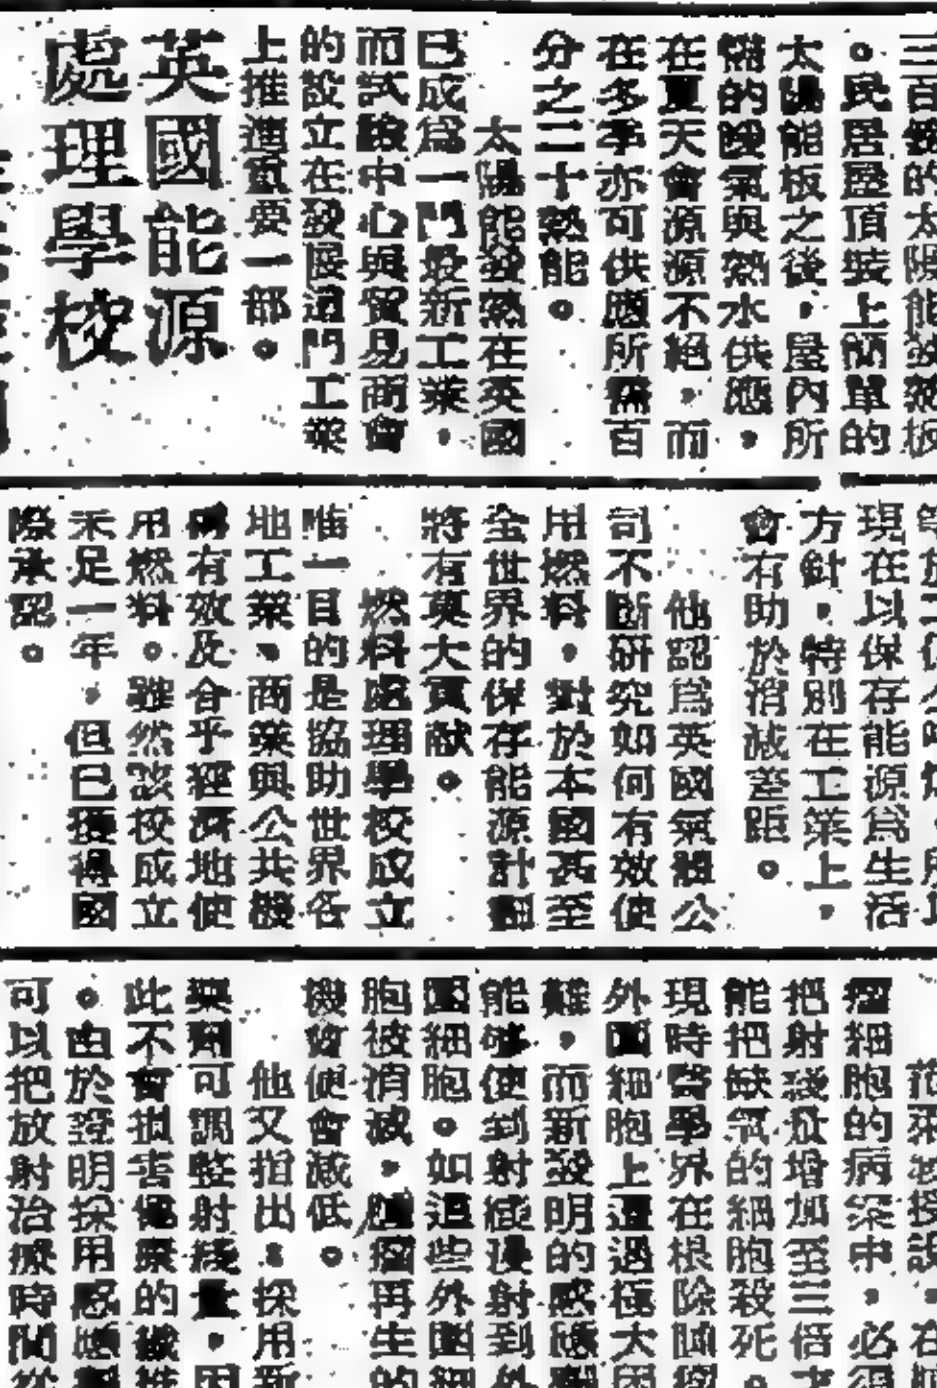 三百㎡的太陽能發熱板
。民居屋頂裝上簡單的
太陽能板之後,屋內所
需的暖氣與熱水供應,
在夏天會源源不絕,而
在冬季亦可供應所需百
分之二十熱能。
太陽能發熱在英國
已成爲一門最新工業,
而試驗中心與貿易商會
的設立在發展這門工業
上推進重要一部。
英國能源
處理學校
現在以保存能源爲生活
方針,特別在工業上,
會有助於消滅差距。
他認爲英國氣體公
司不斷研究如何有效使
用燃料,對於本國甚至
全世界的保存能源計劃
將有莫大貢献。
燃料處理學校成立
唯一目的是協助世界各
地工業、商業與公共機
構有效及合乎經濟地使
用燃料。雖然該校成立
未足一年,但已獲得國
際承認。
瘤細胞的病案中,必須
把射綫放增加至三倍才
能把缺氧的細胞殺死。
現時醫學界在根除腫瘤
外圍細胞上遭遇極大困
難,而新發明的感應劑
能够使到射綫浸射到外
圍細胞。如這些外圍細
胞被消滅,腫瘤再生的
機會便會减低。
他又指出:採用新
藥劑可調整射綫量,因
此不會損害健康的
。由於證明採用感應
可以把放射治療時間從